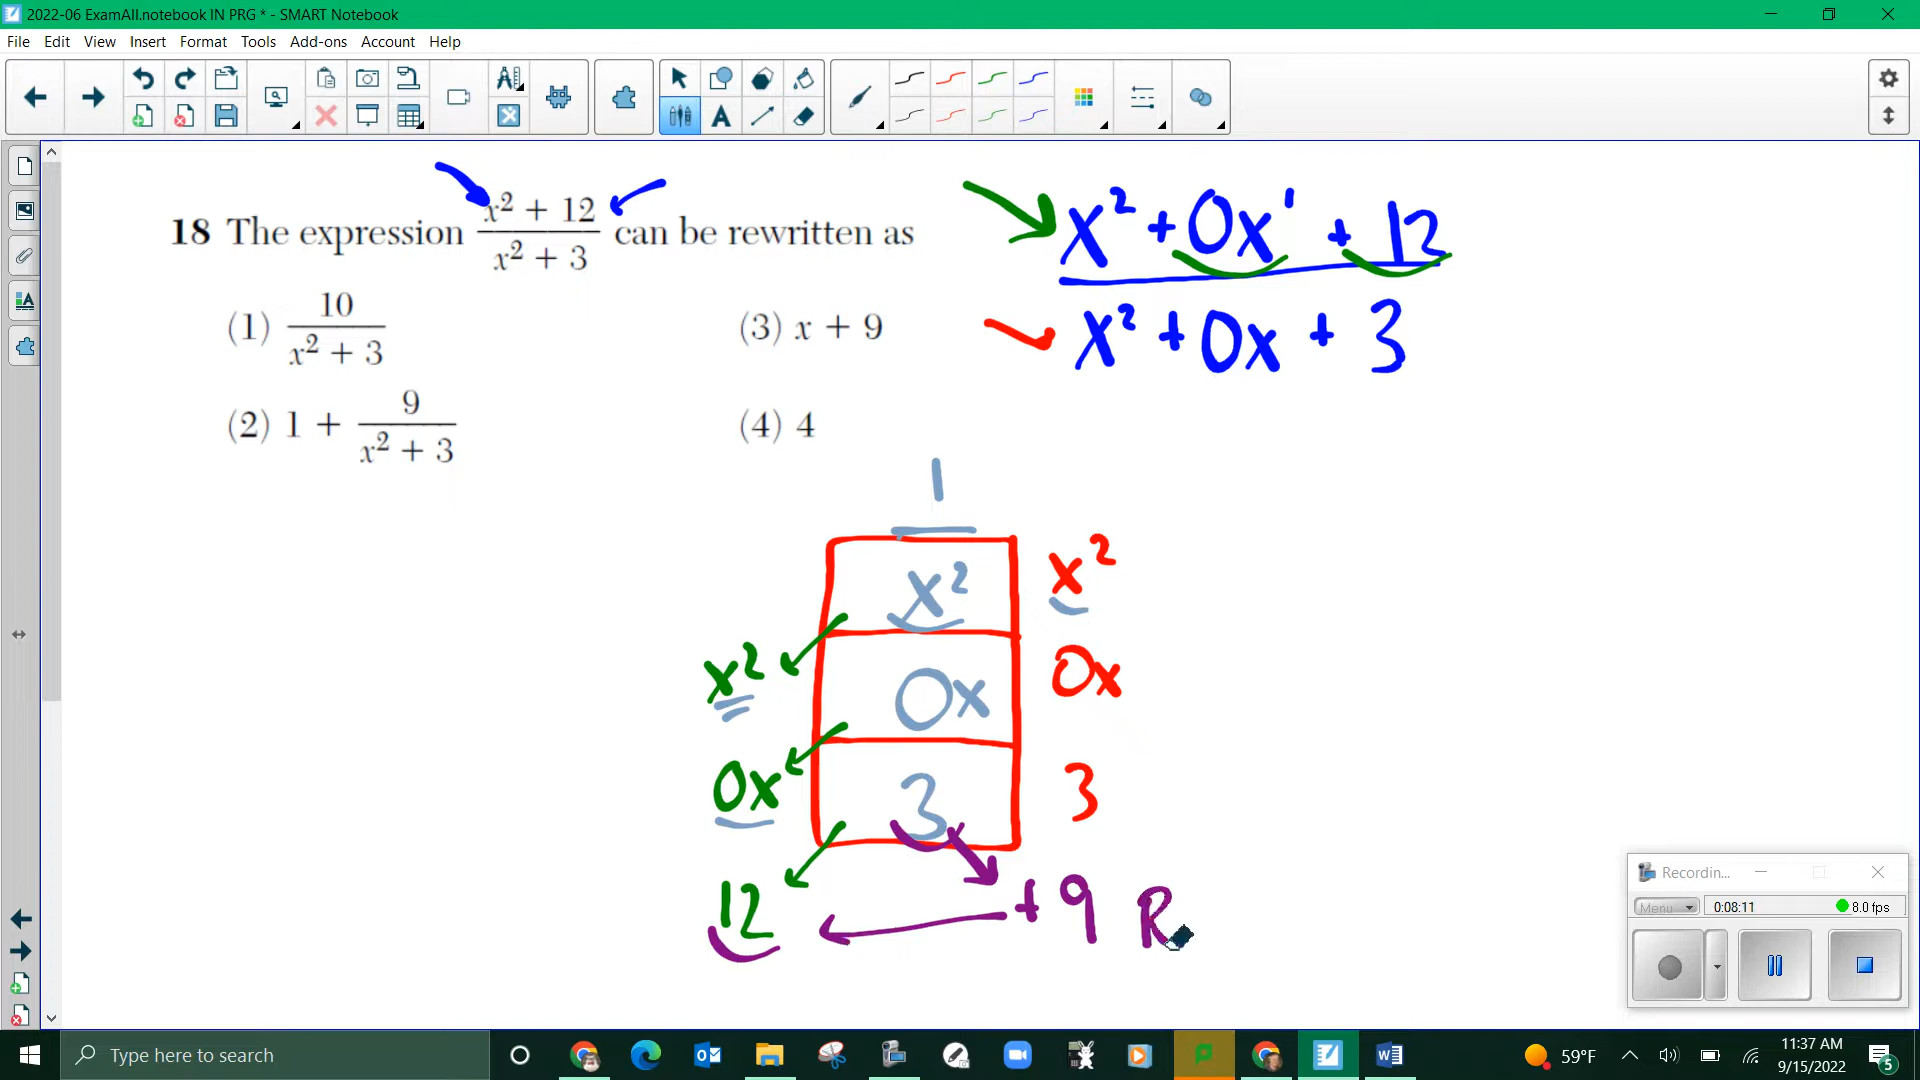 2022-06 ExamAll.notebook IN PRG * - SMART Notebook
File Edit View Insert Format Tools Add-ons Account Help
18 The expression x² + 12 / x² + 3 can be rewritten as
(1) 10 / x² + 3
(3) x + 9
(2) 1 + 9 / x² + 3
(4) 4
x² + 0x¹ + 12
x² + 0x + 3
1
x² x²
x² 0x 0x
0x 3 3
12 + 9 R
Recordin...
Menu 0:08:11 8.0 fps
Type here to search
59°F
11:37 AM
9/15/2022
5